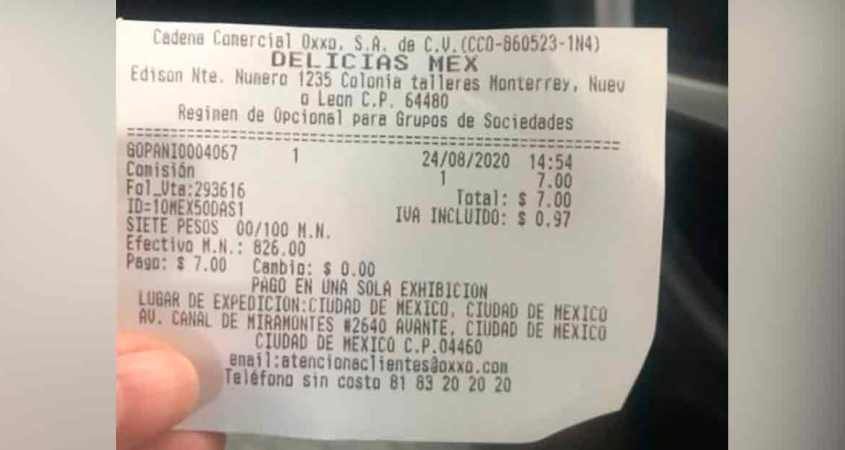 Cadena Comercial Oxxo, S.A. de C.V.(CCO-860523-1N4)
DELICIAS MEX
Edison Nte. Numero 1235 Colonia talleres Monterrey, Nuev
o Leon C.P. 64480
Regimen de Opcional para Grupos de Sociedades
GOPANI0004067 1 24/08/2020 14:54
Comisión 1 7.00
Fol_Vta:293616 Total: $ 7.00
ID=10MEX50DAS1 IVA INCLUIDO: $ 0.97
SIETE PESOS 00/100 M.N.
Efectivo M.N.: 826.00
Pago: $ 7.00 Cambio: $ 0.00
PAGO EN UNA SOLA EXHIBICION
LUGAR DE EXPEDICION:CIUDAD DE MEXICO, CIUDAD DE MEXICO
AV. CANAL DE MIRAMONTES #2640 AVANTE, CIUDAD DE MEXICO
CIUDAD DE MEXICO C.P.04460
email:atencionaclientes@oxxo.com
Teléfono sin costo 81 83 20 20 20